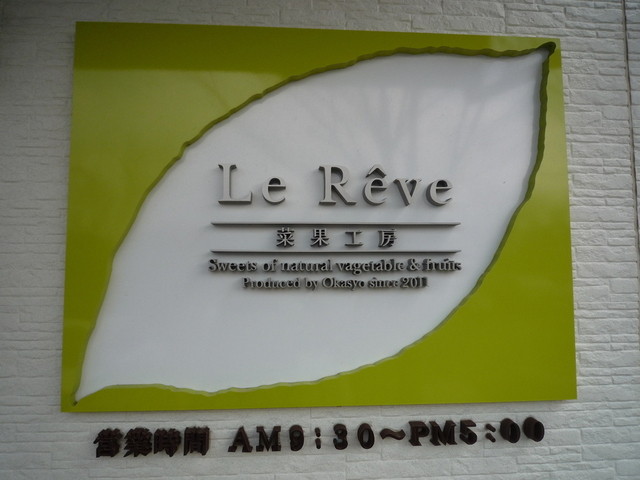 Le Rêve
菜果工房
Sweets of natural vagetable & fruits
Produced by Okasyo since 2011
営業時間 AM9:30～PM5:00